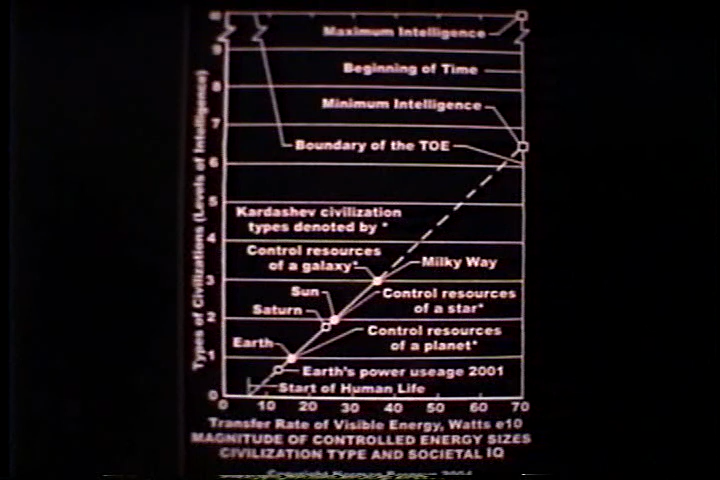 ∞
Maximum Intelligence
9
Beginning of Time
8
Minimum Intelligence
7
Boundary of the TOE
6
5
Kardashev civilization
types denoted by *
4
Control resources
of a galaxy*
Milky Way
3
Sun
Control resources
of a star*
Saturn
2
Control resources
of a planet*
Earth
1
Earth's power useage 2001
Start of Human Life
0
0 10 20 30 40 50 60 70
Types of Civilizations (Levels of Intelligence)
Transfer Rate of Visible Energy, Watts e10
MAGNITUDE OF CONTROLLED ENERGY SIZES
CIVILIZATION TYPE AND SOCIETAL IQ
Copyright